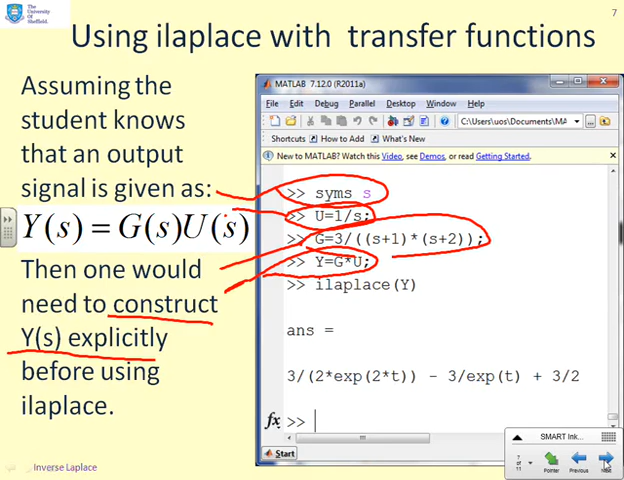 The
University
Of
Sheffield.
7
Using ilaplace with transfer functions
Assuming the
student knows
that an output
signal is given as:
Y(s) = G(s)U(s)
Then one would
need to construct
Y(s) explicitly
before using
ilaplace.
MATLAB 7.12.0 (R2011a)
File Edit Debug Parallel Desktop Window Help
C:\Users\uos\Documents\MA
Shortcuts How to Add What's New
New to MATLAB? Watch this Video, see Demos, or read Getting Started.
>> syms s
>> U=1/s;
>> G=3/((s+1)*(s+2));
>> Y=G*U;
>> ilaplace(Y)
ans =
3/(2*exp(2*t)) - 3/exp(t) + 3/2
fx >>
Start
SMART Ink...
7
of
11
Pointer Previous Next
Inverse Laplace